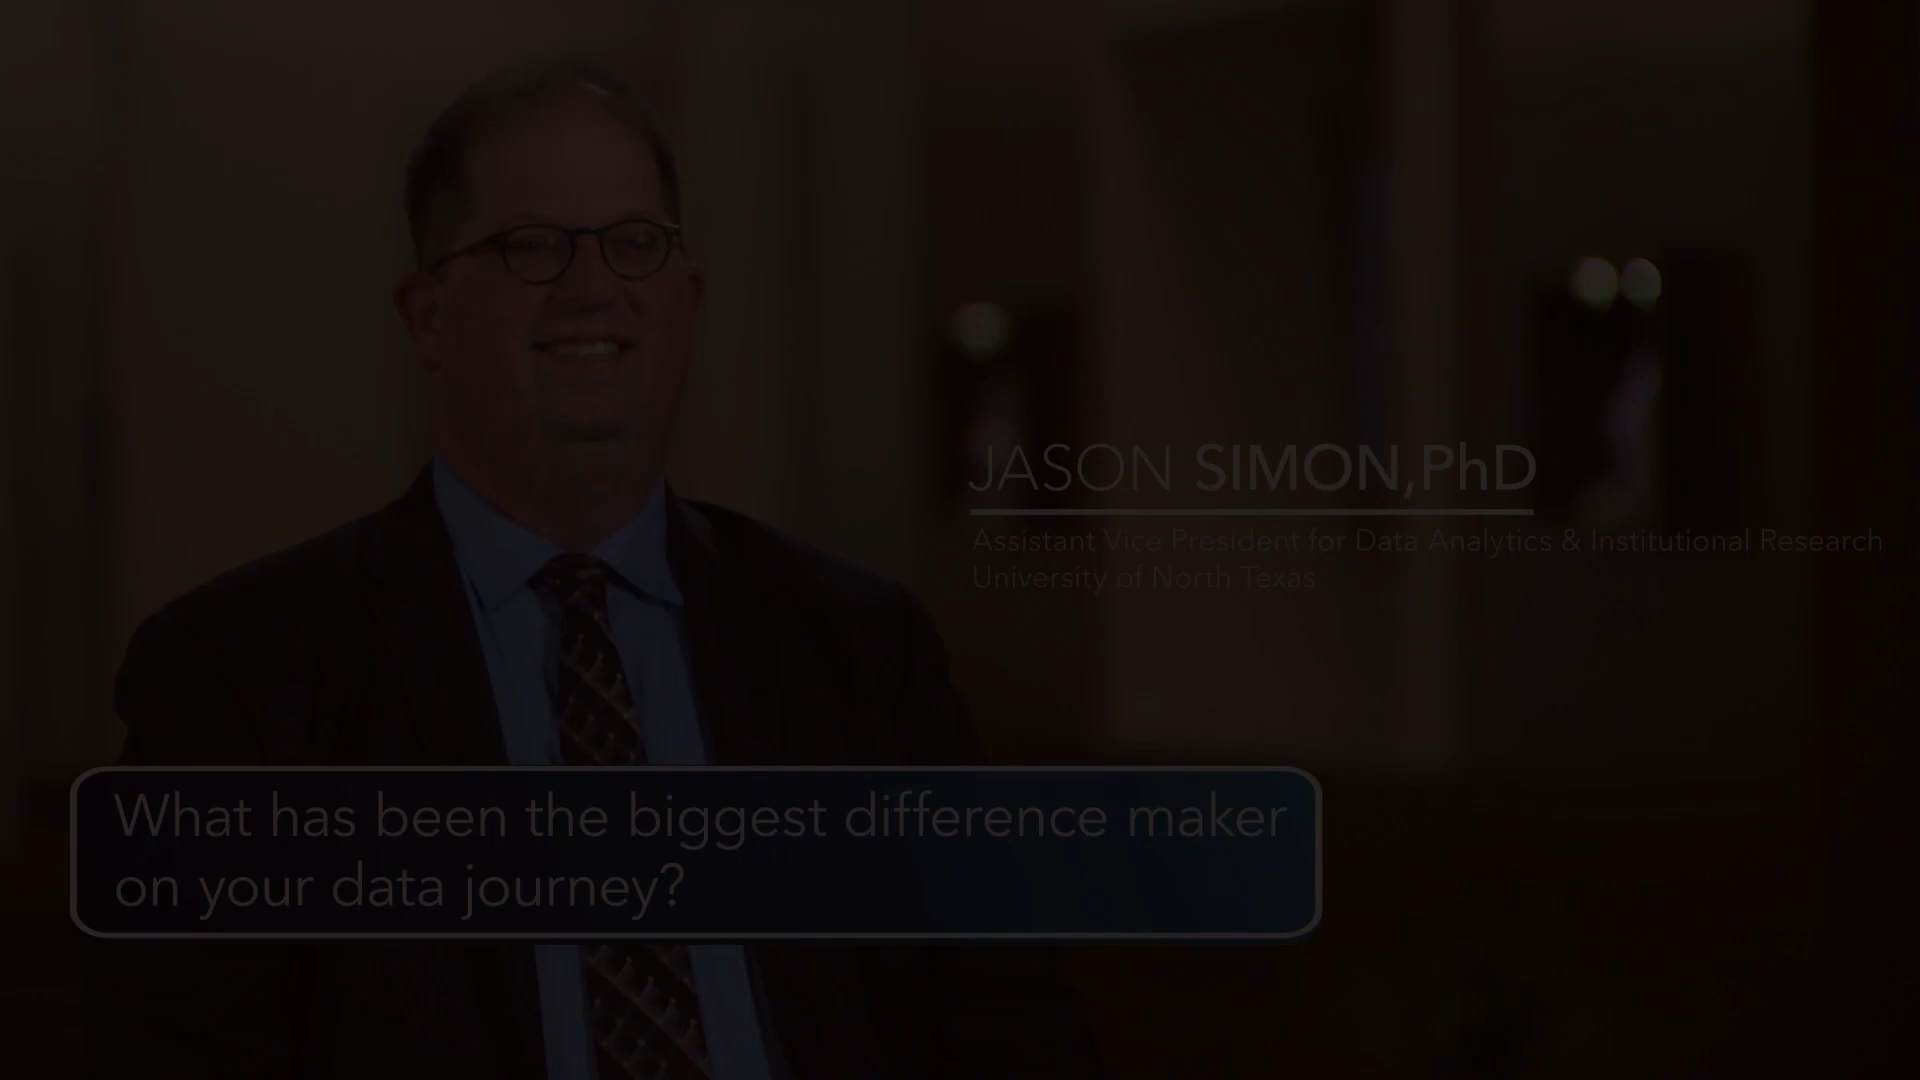 JASON SIMON,PhD
Assistant Vice President for Data Analytics & Institutional Research
University of North Texas
What has been the biggest difference maker
on your data journey?